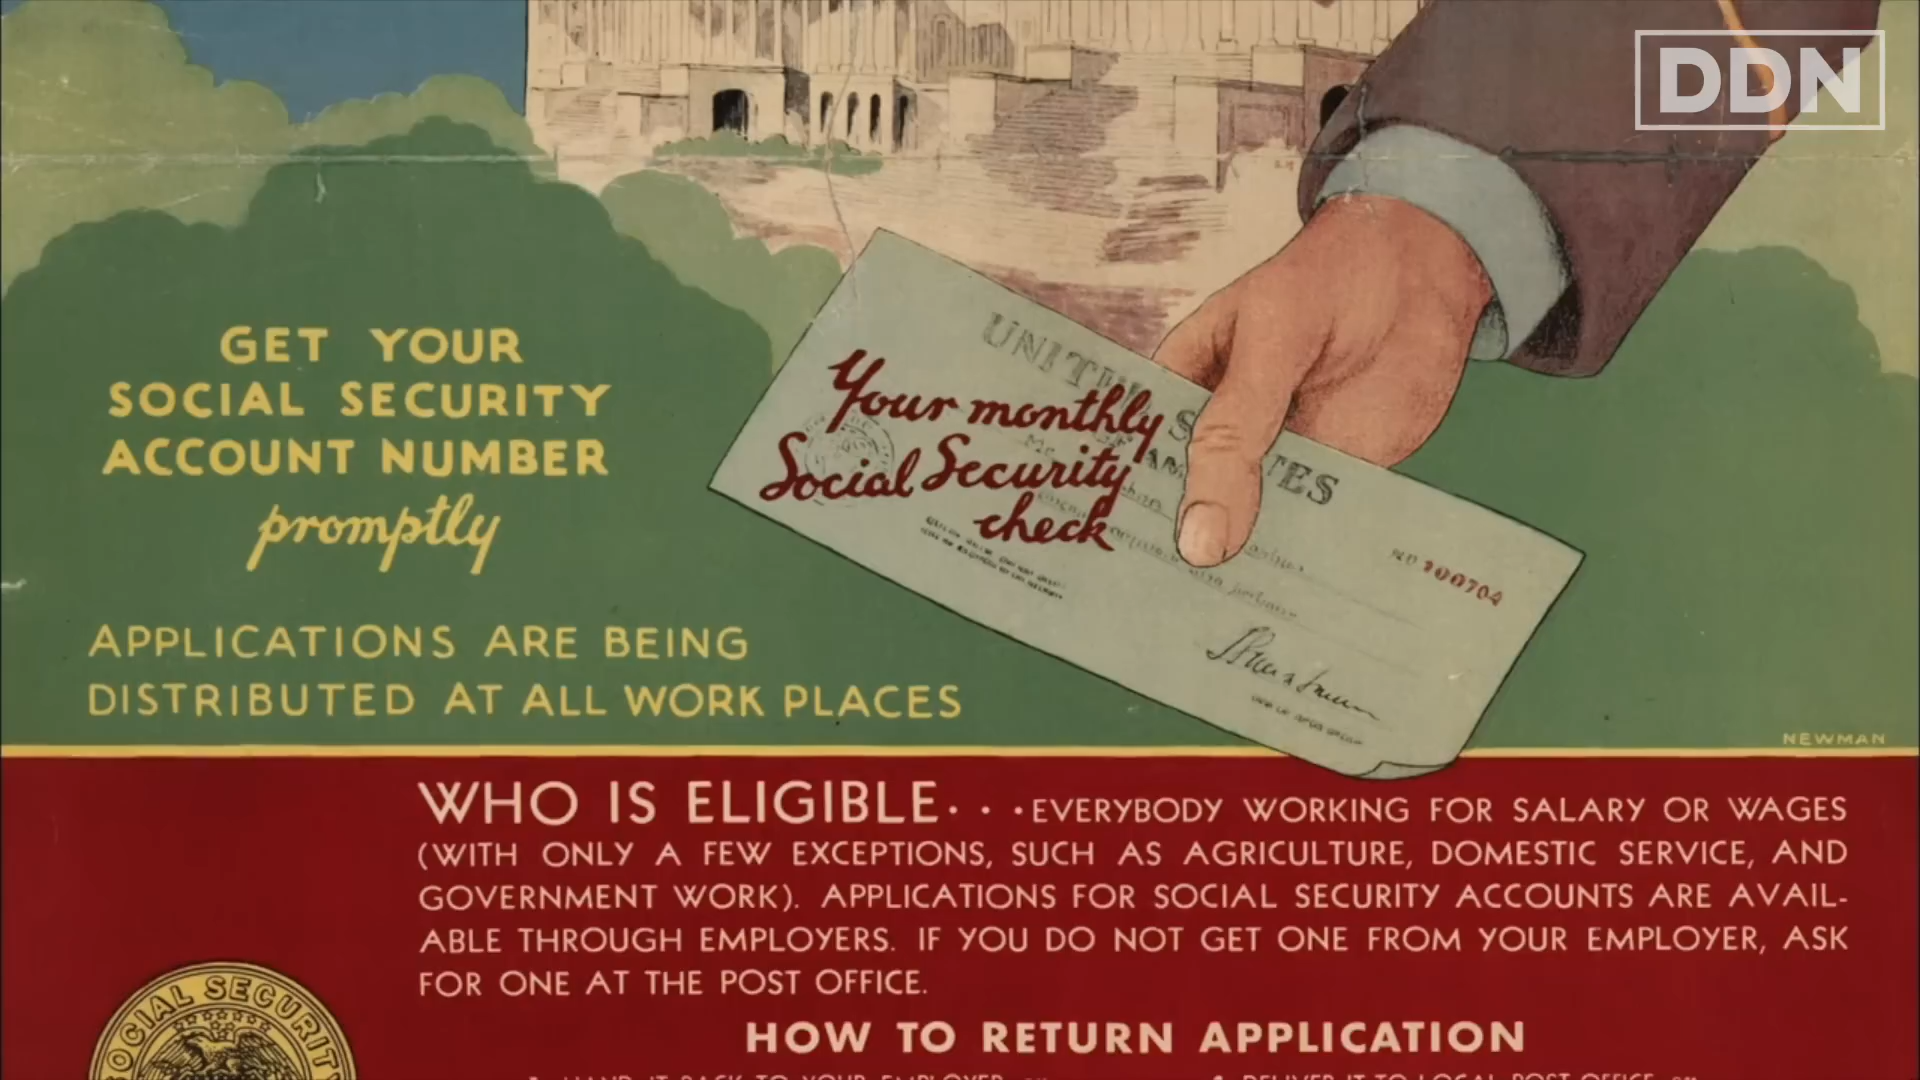 DDN
GET YOUR
SOCIAL SECURITY
ACCOUNT NUMBER
promptly
APPLICATIONS ARE BEING
DISTRIBUTED AT ALL WORK PLACES
UNITED STATES
Your monthly
Social Security
check
NEWMAN
WHO IS ELIGIBLE . . . EVERYBODY WORKING FOR SALARY OR WAGES
(WITH ONLY A FEW EXCEPTIONS, SUCH AS AGRICULTURE, DOMESTIC SERVICE, AND
GOVERNMENT WORK). APPLICATIONS FOR SOCIAL SECURITY ACCOUNTS ARE AVAIL-
ABLE THROUGH EMPLOYERS. IF YOU DO NOT GET ONE FROM YOUR EMPLOYER, ASK
FOR ONE AT THE POST OFFICE.
SOCIAL SECURITY
HOW TO RETURN APPLICATION